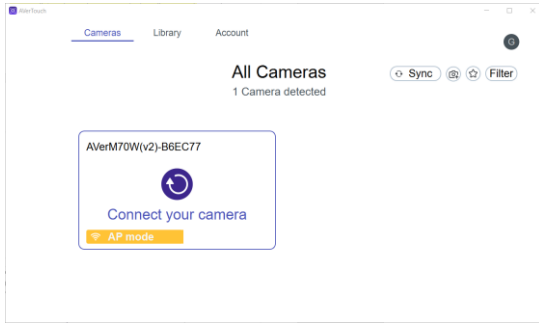 AVerTouch
Cameras Library Account
G
All Cameras
Sync Filter
1 Camera detected
AVerM70W(v2)-B6EC77
Connect your camera
AP mode